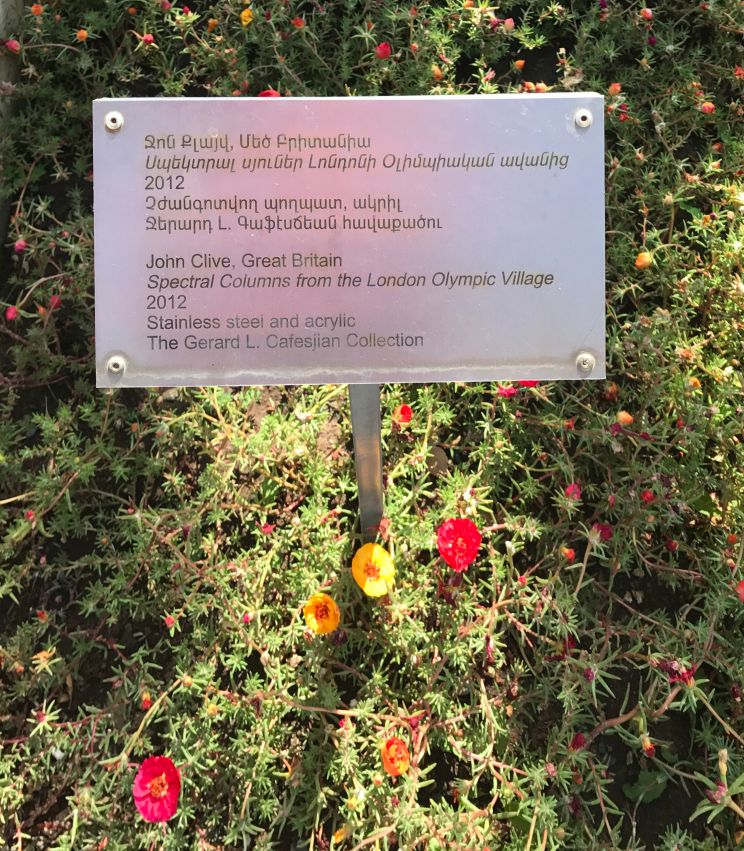 Ջոն Քլայվ, Մեծ Բրիտանիա
Սպեկտրալ սյուներ Լոնդոնի Օլիմպիական ավանից
2012
Չժանգոտվող պողպատ, ակրիլ
Ջերարդ Լ. Գաֆէսճեան հավաքածու
John Clive, Great Britain
Spectral Columns from the London Olympic Village
2012
Stainless steel and acrylic
The Gerard L. Cafesjian Collection